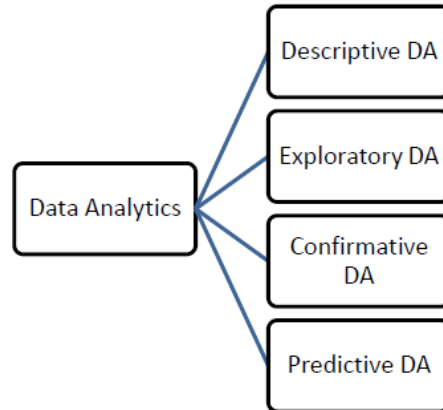 Descriptive DA
Exploratory DA
Data Analytics
Confirmative
DA
Predictive DA